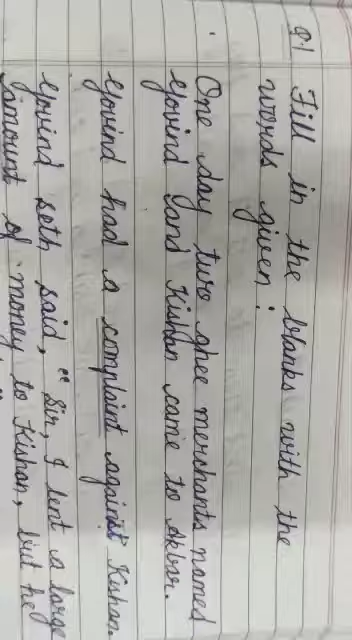 Q.1 Fill in the blanks with the
words given :
One day two ghee merchants named
Govind and Kishan came to Akbar.
Govind had a complaint against Kishan.
Govind seth said, "Sir, I lent a large
amount of money to Kishan, but he